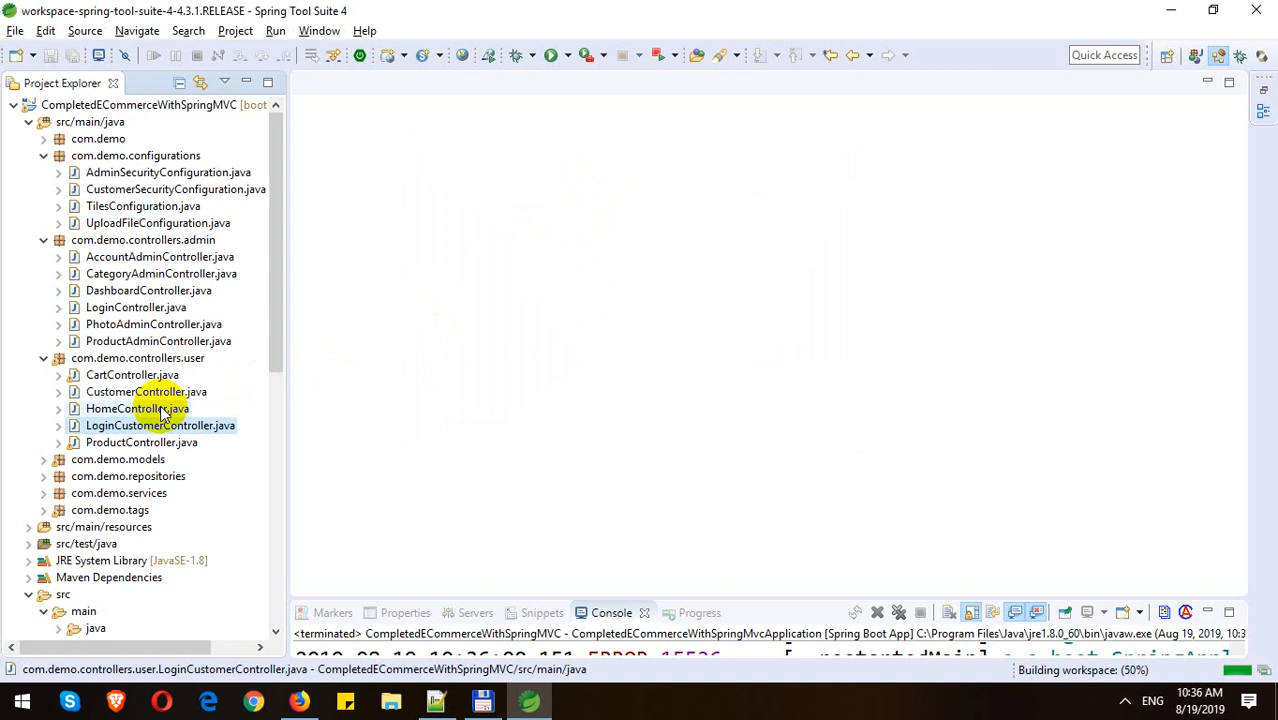 workspace-spring-tool-suite-4-4.3.1.RELEASE - Spring Tool Suite 4
File Edit Source Navigate Search Project Run Window Help
Quick Access
Project Explorer
CompletedECommerceWithSpringMVC [boot
src/main/java
com.demo
com.demo.configurations
AdminSecurityConfiguration.java
CustomerSecurityConfiguration.java
TilesConfiguration.java
UploadFileConfiguration.java
com.demo.controllers.admin
AccountAdminController.java
CategoryAdminController.java
DashboardController.java
LoginController.java
PhotoAdminController.java
ProductAdminController.java
com.demo.controllers.user
CartController.java
CustomerController.java
HomeController.java
LoginCustomerController.java
ProductController.java
com.demo.models
com.demo.repositories
com.demo.services
com.demo.tags
src/main/resources
src/test/java
JRE System Library [JavaSE-1.8]
Maven Dependencies
src
main
java
Markers Properties Servers Snippets Console Progress
<terminated> CompletedECommerceWithSpringMVC - CompletedECommerceWithSpringMvcApplication [Spring Boot App] C:\Program Files\Java\jre1.8.0_60\bin\javaw.exe (Aug 19, 2019, 10:3
com.demo.controllers.user.LoginCustomerController.java - CompletedECommerceWithSpringMVC/src/main/java
Building workspace: (50%)
ENG
10:36 AM
8/19/2019